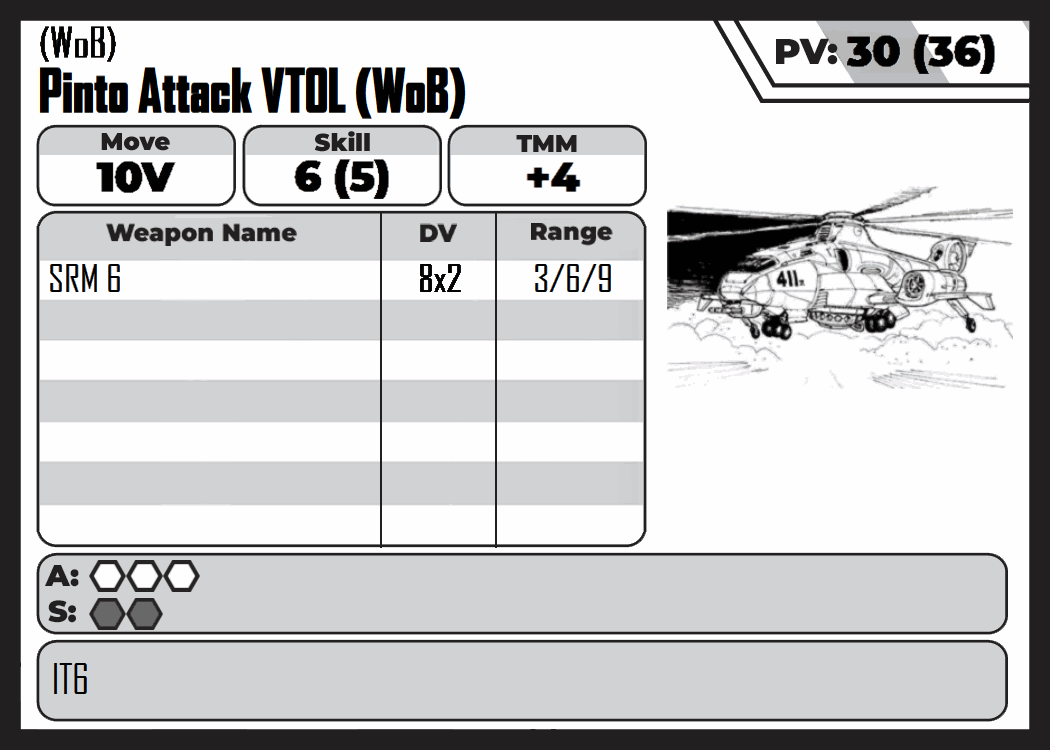 (WoB)
Pinto Attack VTOL (WoB)
PV: 30 (36)
Move Skill TMM
10V 6 (5) +4
Weapon Name DV Range
SRM 6 8x2 3/6/9
411
A:
S:
IT6